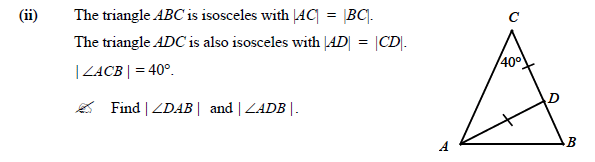 (ii) The triangle ABC is isosceles with |AC| = |BC|.
The triangle ADC is also isosceles with |AD| = |CD|.
|∠ACB| = 40°.
✍ Find |∠DAB| and |∠ADB|.
C
40°
D
A
B